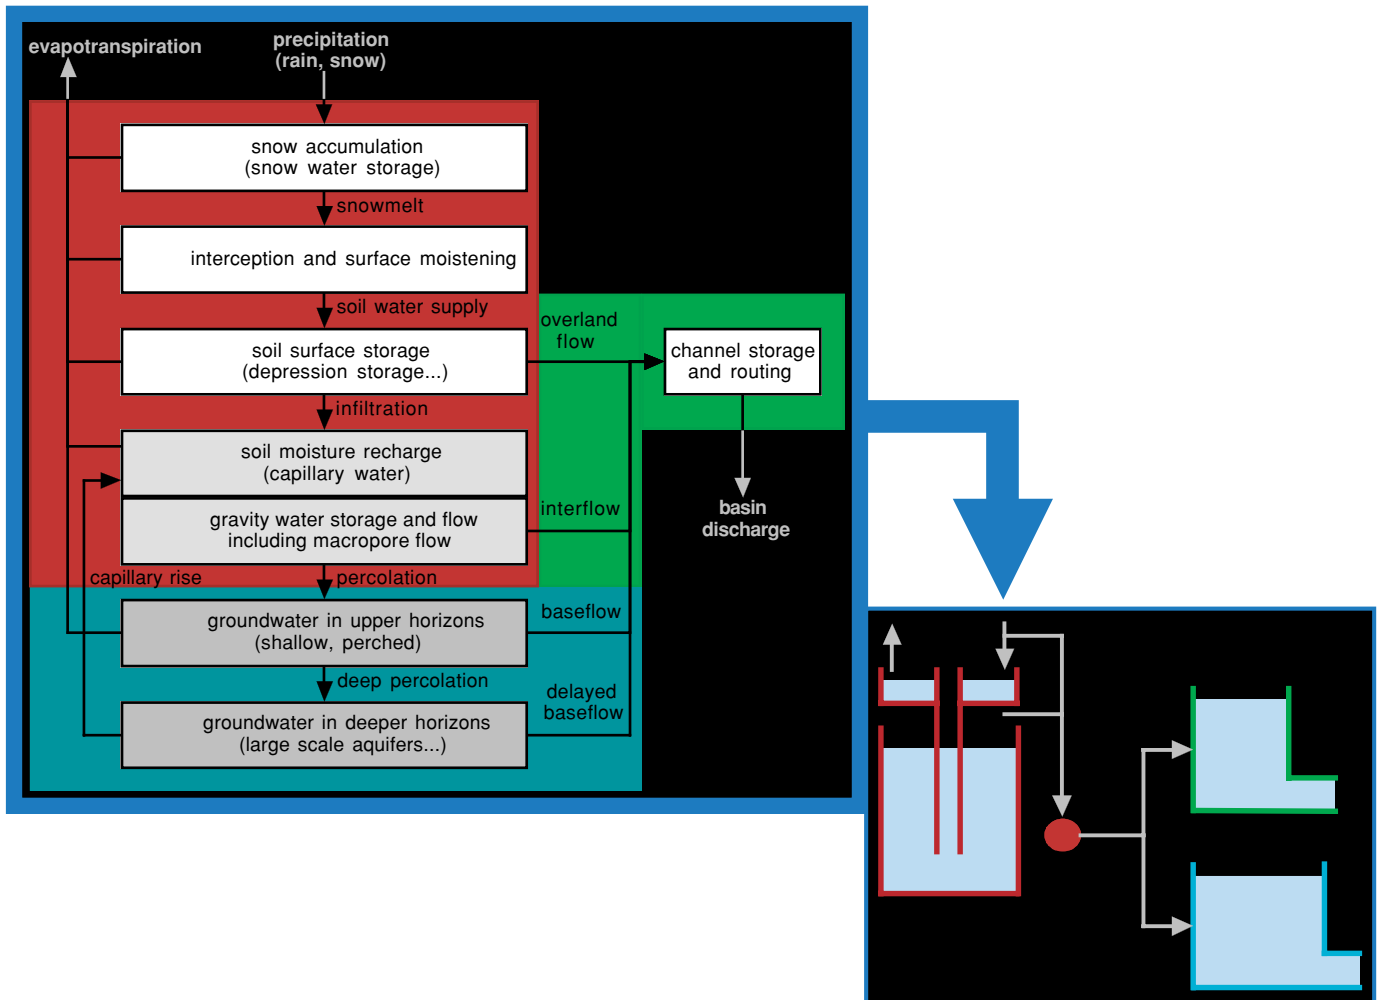 evapotranspiration
precipitation
(rain, snow)
snow accumulation
(snow water storage)
snowmelt
interception and surface moistening
soil water supply
overland
flow
soil surface storage
(depression storage...)
channel storage
and routing
infiltration
soil moisture recharge
(capillary water)
gravity water storage and flow
including macropore flow
interflow
basin
discharge
capillary rise
percolation
groundwater in upper horizons
(shallow, perched)
baseflow
deep percolation
delayed
baseflow
groundwater in deeper horizons
(large scale aquifers...)